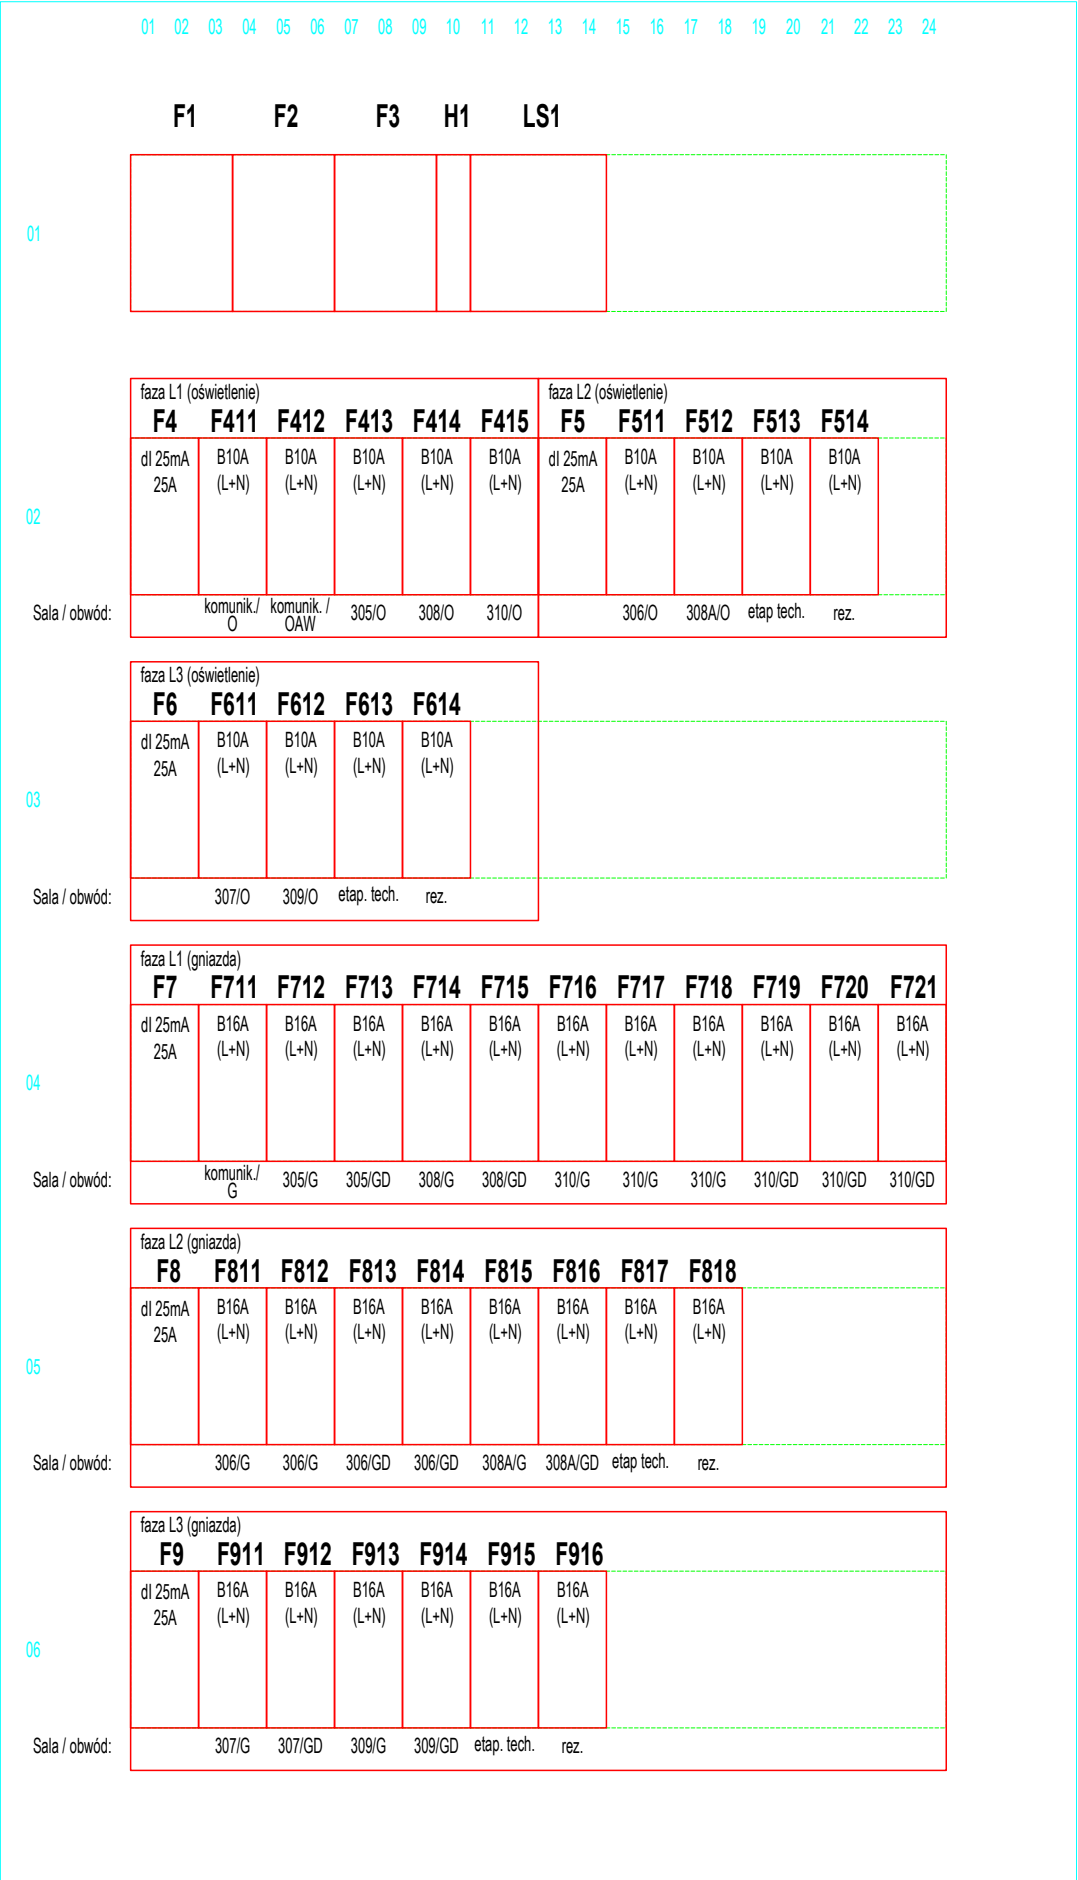 01 02 03 04 05 06 07 08 09 10 11 12 13 14 15 16 17 18 19 20 21 22 23 24
F1 F2 F3 H1 LS1
01
faza L1 (oświetlenie) faza L2 (oświetlenie)
F4 F411 F412 F413 F414 F415 F5 F511 F512 F513 F514
dI 25mA B10A B10A B10A B10A B10A dI 25mA B10A B10A B10A B10A
25A (L+N) (L+N) (L+N) (L+N) (L+N) 25A (L+N) (L+N) (L+N) (L+N)
02
Sala / obwód: komunik./ O komunik. / OAW 305/O 308/O 310/O 306/O 308A/O etap tech. rez.
faza L3 (oświetlenie)
F6 F611 F612 F613 F614
dI 25mA B10A B10A B10A B10A
25A (L+N) (L+N) (L+N) (L+N)
03
Sala / obwód: 307/O 309/O etap. tech. rez.
faza L1 (gniazda)
F7 F711 F712 F713 F714 F715 F716 F717 F718 F719 F720 F721
dI 25mA B16A B16A B16A B16A B16A B16A B16A B16A B16A B16A B16A
25A (L+N) (L+N) (L+N) (L+N) (L+N) (L+N) (L+N) (L+N) (L+N) (L+N) (L+N)
04
Sala / obwód: komunik./ G 305/G 305/GD 308/G 308/GD 310/G 310/G 310/G 310/GD 310/GD 310/GD
faza L2 (gniazda)
F8 F811 F812 F813 F814 F815 F816 F817 F818
dI 25mA B16A B16A B16A B16A B16A B16A B16A B16A
25A (L+N) (L+N) (L+N) (L+N) (L+N) (L+N) (L+N) (L+N)
05
Sala / obwód: 306/G 306/G 306/GD 306/GD 308A/G 308A/GD etap tech. rez.
faza L3 (gniazda)
F9 F911 F912 F913 F914 F915 F916
dI 25mA B16A B16A B16A B16A B16A B16A
25A (L+N) (L+N) (L+N) (L+N) (L+N) (L+N)
06
Sala / obwód: 307/G 307/GD 309/G 309/GD etap. tech. rez.